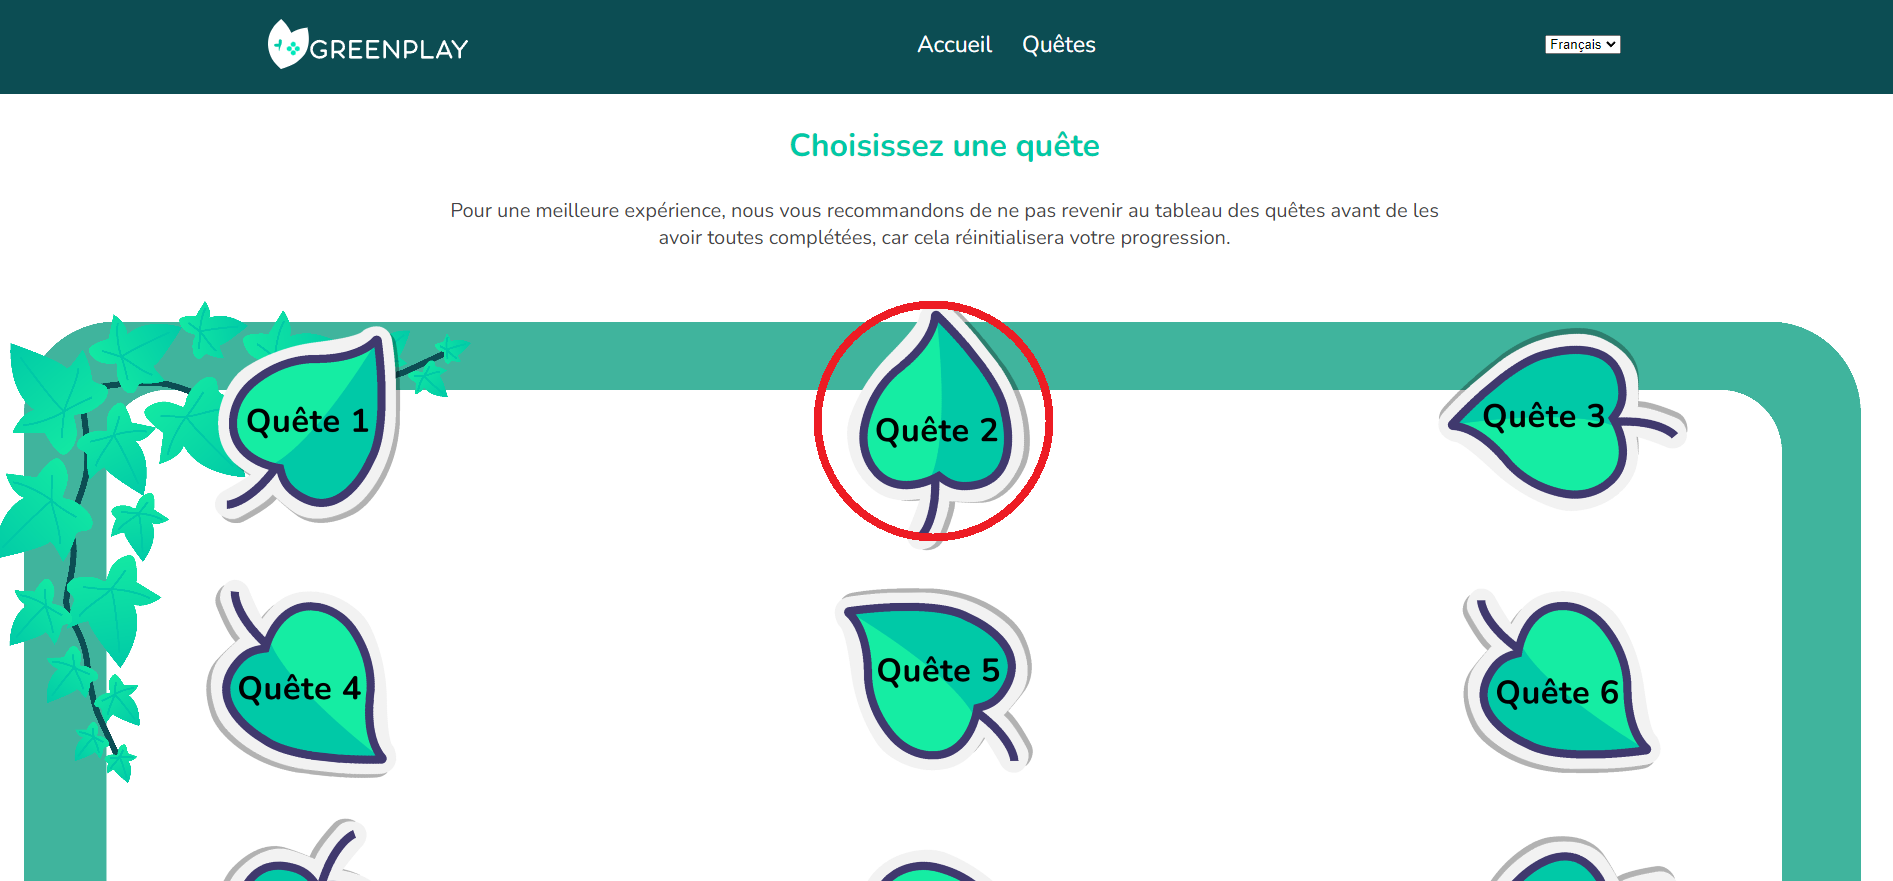 GREENPLAY
Accueil
Quêtes
Français
Choisissez une quête
Pour une meilleure expérience, nous vous recommandons de ne pas revenir au tableau des quêtes avant de les
avoir toutes complétées, car cela réinitialisera votre progression.
Quête 1
Quête 2
Quête 3
Quête 4
Quête 5
Quête 6